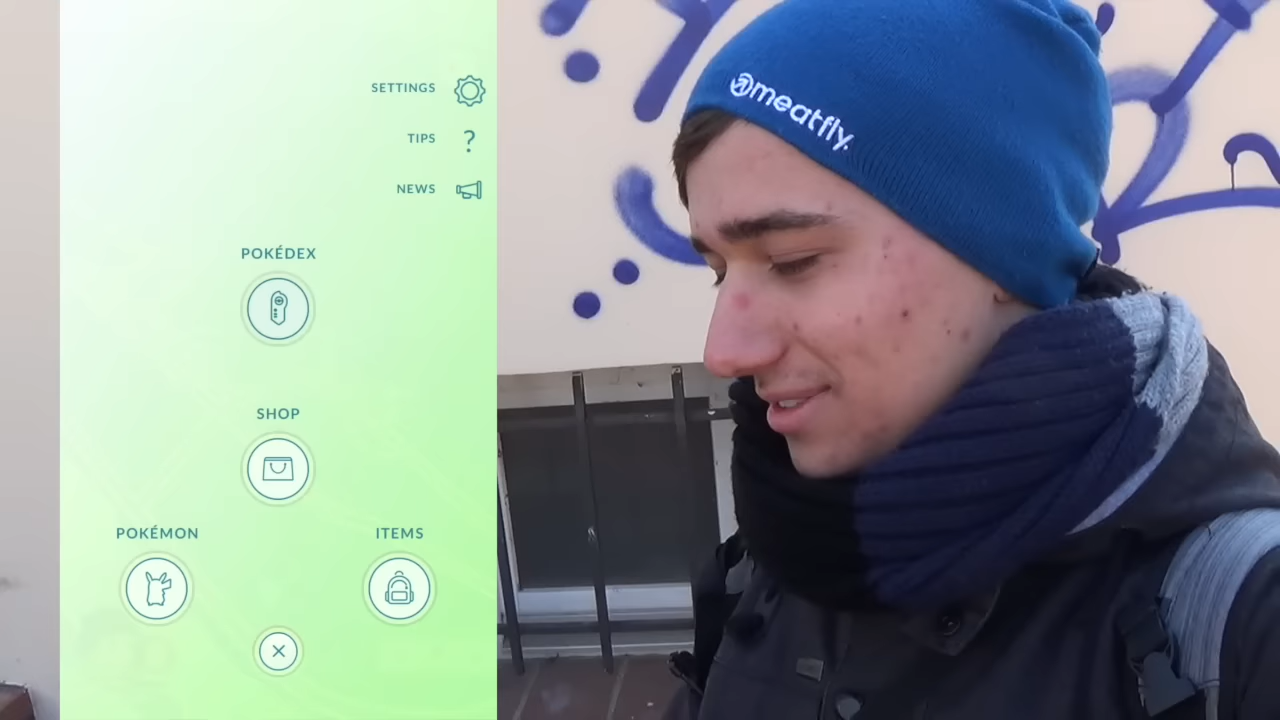 SETTINGS
TIPS
?
NEWS
POKÉDEX
SHOP
POKÉMON
ITEMS
meatfly.